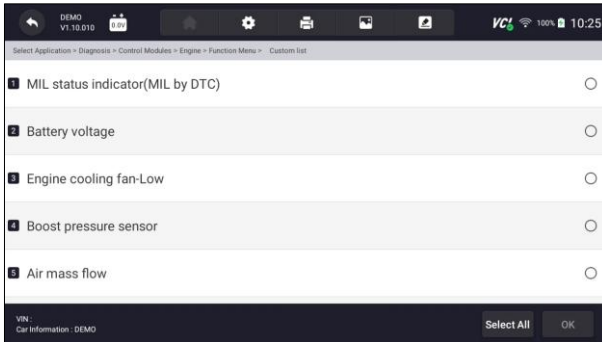 DEMO
V1.10.010
0.0V
VC!
100%
10:25
Select Application > Diagnosis > Control Modules > Engine > Function Menu > Custom list
1 MIL status indicator(MIL by DTC)
2 Battery voltage
3 Engine cooling fan-Low
4 Boost pressure sensor
5 Air mass flow
VIN :
Car Information : DEMO
Select All
OK